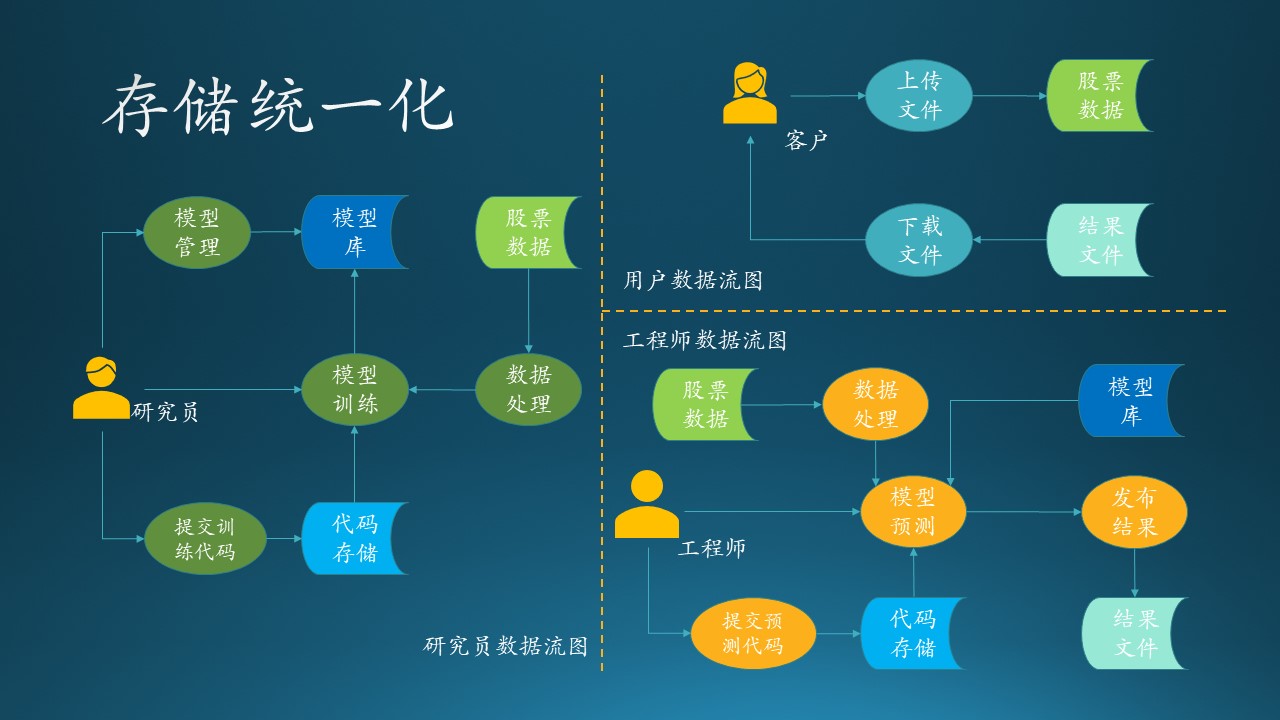 存储统一化
模型
管理
模型
库
股票
数据
研究员
模型
训练
数据
处理
提交训
练代码
代码
存储
研究员数据流图
客户
上传
文件
股票
数据
下载
文件
结果
文件
用户数据流图
工程师数据流图
股票
数据
数据
处理
模型
库
工程师
模型
预测
发布
结果
提交预
测代码
代码
存储
结果
文件